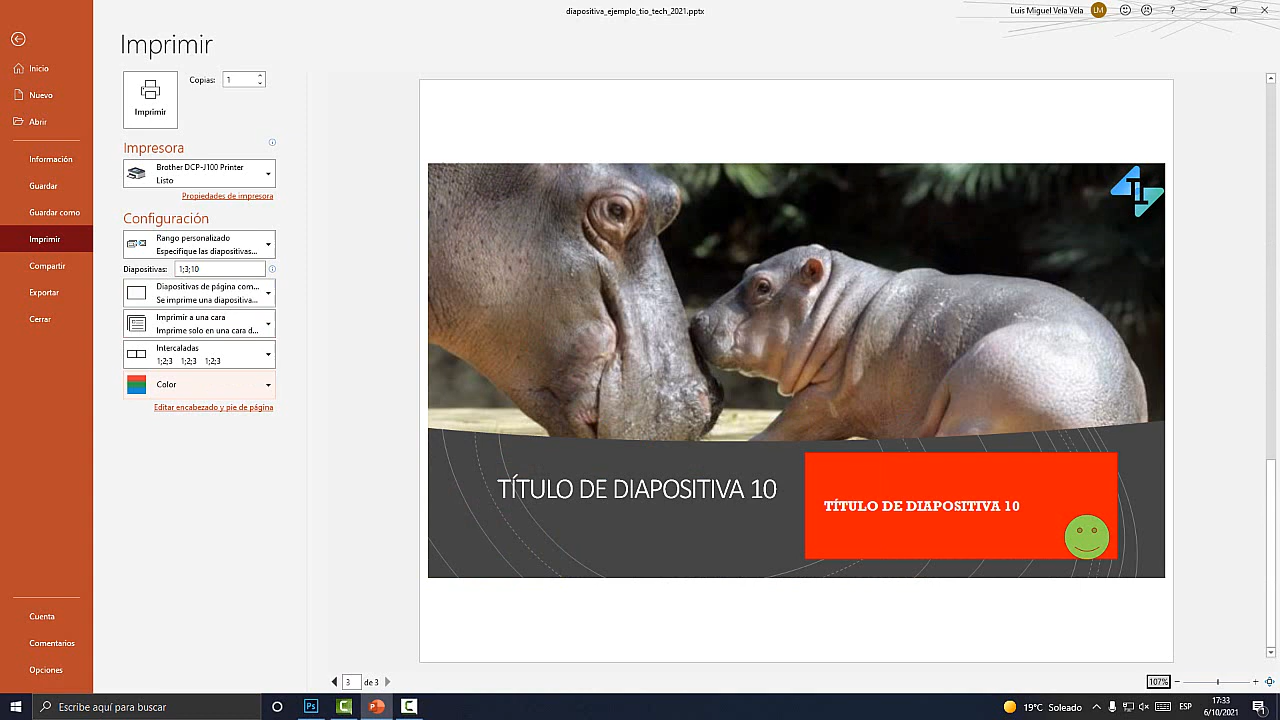 diapositiva_ejemplo_tio_tech_2021.pptx
Luis Miguel Vela Vela
LM
?
Imprimir
Inicio
Nuevo
Abrir
Información
Guardar
Guardar como
Imprimir
Compartir
Exportar
Cerrar
Cuenta
Comentarios
Opciones
Imprimir
Copias: 1
Impresora
Brother DCP-J100 Printer
Listo
Propiedades de impresora
Configuración
Rango personalizado
Especifique las diapositivas...
Diapositivas: 1;3;10
Diapositivas de página com...
Se imprime una diapositiva...
Imprimir a una cara
Imprime solo en una cara d...
Intercaladas
1;2;3 1;2;3 1;2;3
Color
Editar encabezado y pie de página
TÍTULO DE DIAPOSITIVA 10
TÍTULO DE DIAPOSITIVA 10
3 de 3
107%
Escribe aquí para buscar
Ps
19°C Soleado
ESP
17:33
6/10/2021